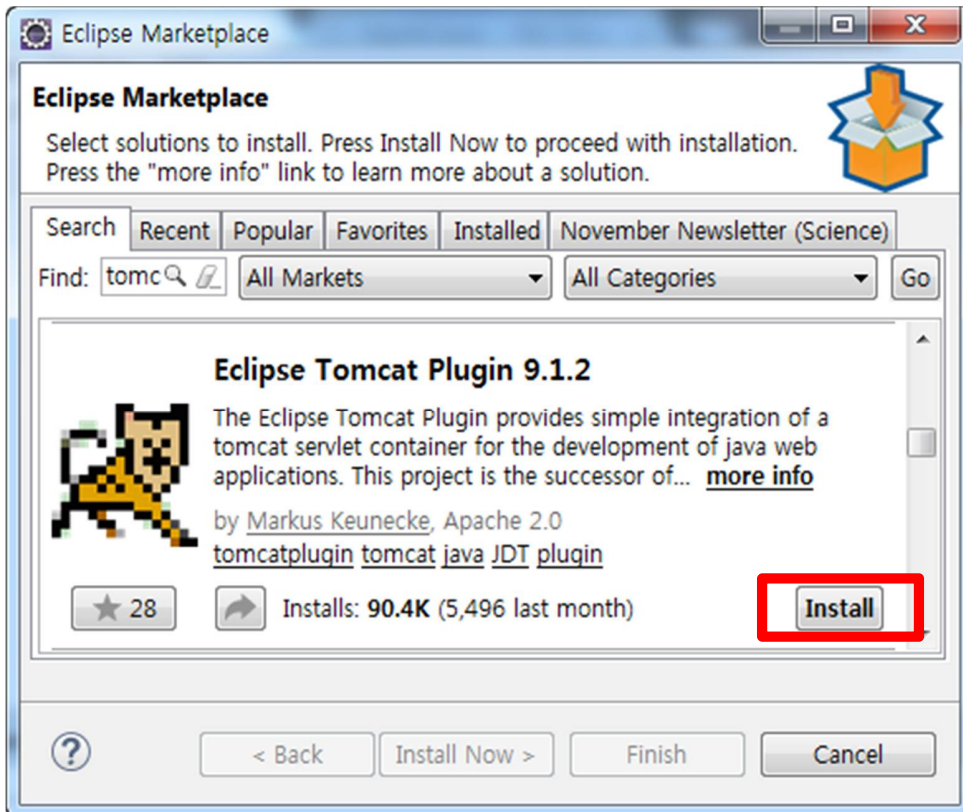 Eclipse Marketplace
Eclipse Marketplace
Select solutions to install. Press Install Now to proceed with installation.
Press the "more info" link to learn more about a solution.
Search Recent Popular Favorites Installed November Newsletter (Science)
Find: tomc All Markets All Categories Go
Eclipse Tomcat Plugin 9.1.2
The Eclipse Tomcat Plugin provides simple integration of a
tomcat servlet container for the development of java web
applications. This project is the successor of... more info
by Markus Keunecke, Apache 2.0
tomcatplugin tomcat java JDT plugin
28 Installs: 90.4K (5,496 last month) Install
? < Back Install Now > Finish Cancel